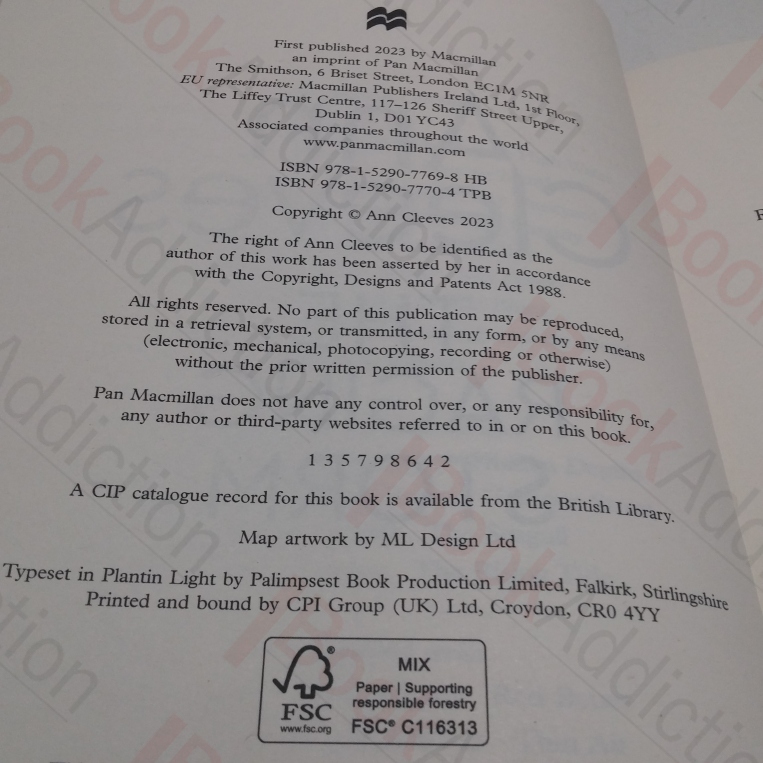 First published 2023 by Macmillan
an imprint of Pan Macmillan
The Smithson, 6 Briset Street, London EC1M 5NR
EU representative: Macmillan Publishers Ireland Ltd, 1st Floor,
The Liffey Trust Centre, 117–126 Sheriff Street Upper,
Dublin 1, D01 YC43
Associated companies throughout the world
www.panmacmillan.com
ISBN 978-1-5290-7769-8 HB
ISBN 978-1-5290-7770-4 TPB
Copyright © Ann Cleeves 2023
The right of Ann Cleeves to be identified as the
author of this work has been asserted by her in accordance
with the Copyright, Designs and Patents Act 1988.
All rights reserved. No part of this publication may be reproduced,
stored in a retrieval system, or transmitted, in any form, or by any means
(electronic, mechanical, photocopying, recording or otherwise)
without the prior written permission of the publisher.
Pan Macmillan does not have any control over, or any responsibility for,
any author or third-party websites referred to in or on this book.
1 3 5 7 9 8 6 4 2
A CIP catalogue record for this book is available from the British Library.
Map artwork by ML Design Ltd
Typeset in Plantin Light by Palimpsest Book Production Limited, Falkirk, Stirlingshire
Printed and bound by CPI Group (UK) Ltd, Croydon, CR0 4YY
FSC®
www.fsc.org
MIX
Paper | Supporting
responsible forestry
FSC® C116313
BookAddiction